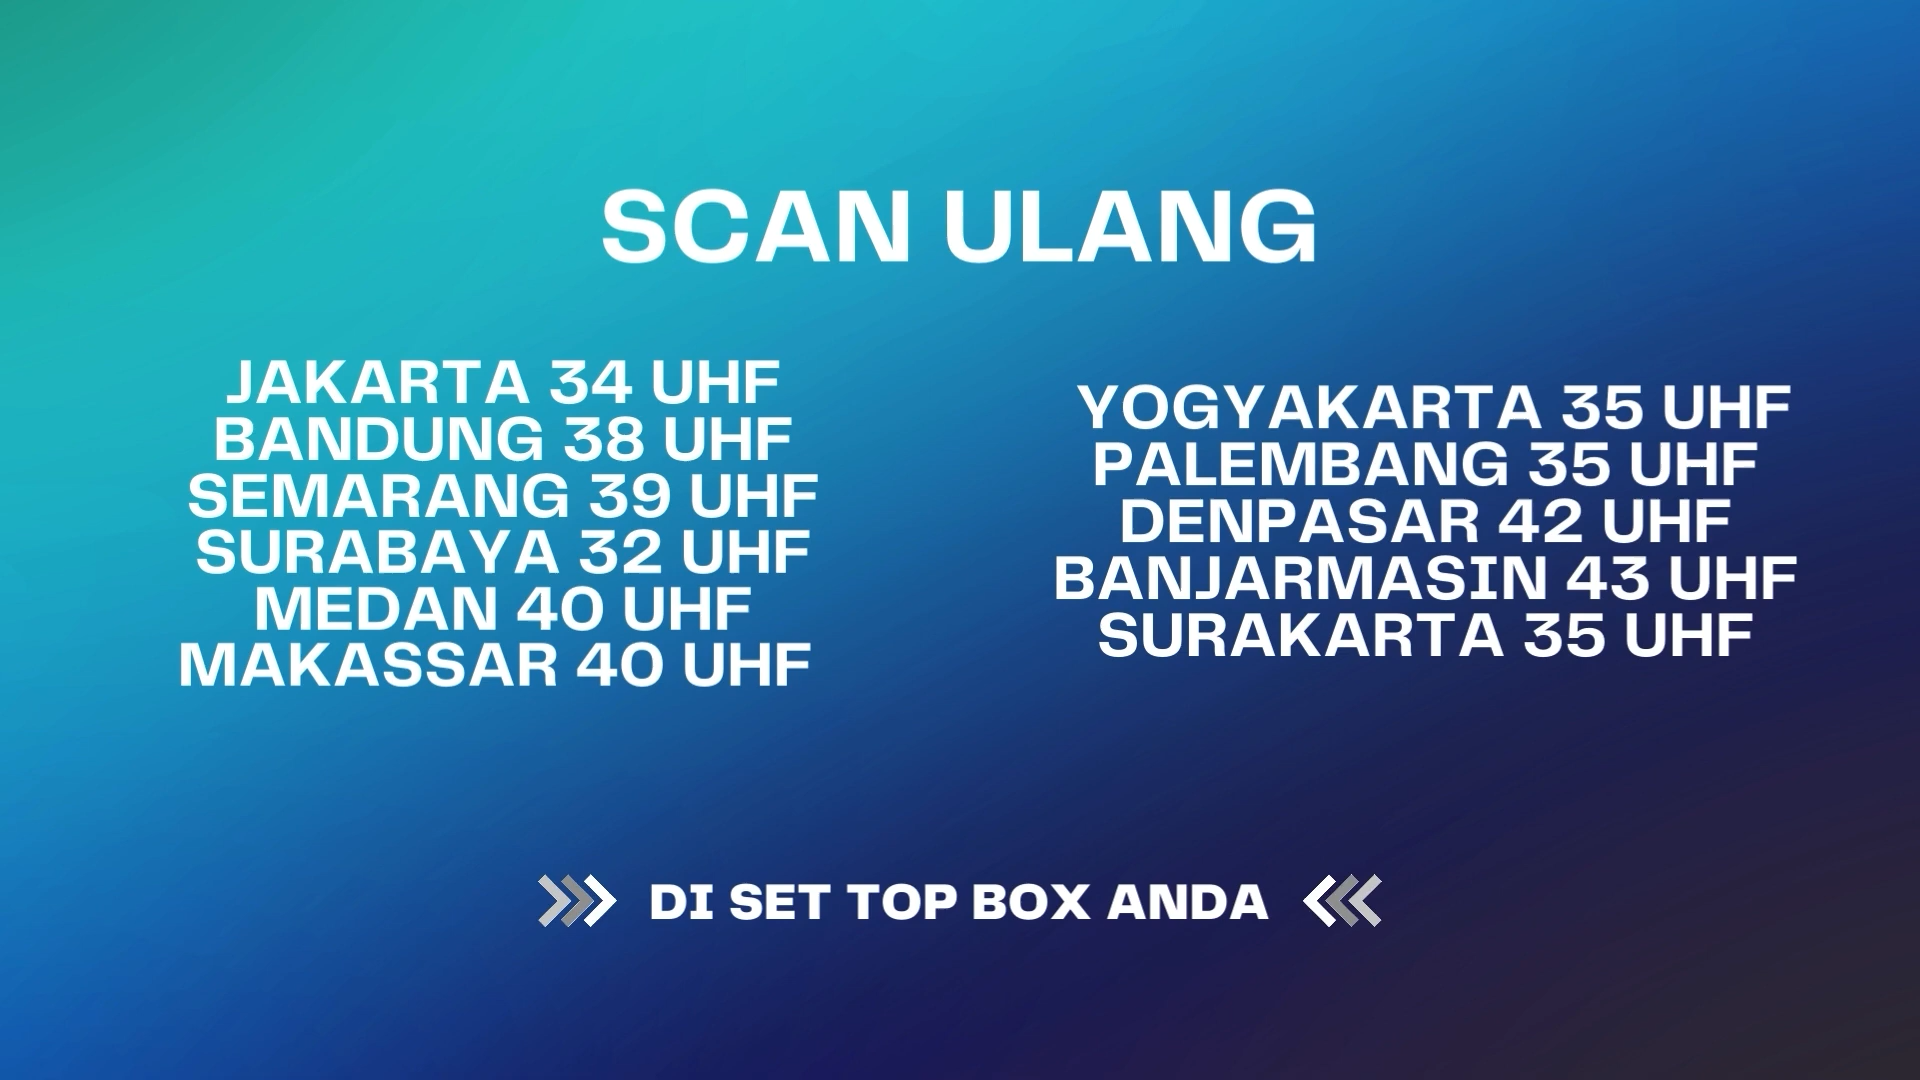 SCAN ULANG
JAKARTA 34 UHF
BANDUNG 38 UHF
SEMARANG 39 UHF
SURABAYA 32 UHF
MEDAN 40 UHF
MAKASSAR 40 UHF
YOGYAKARTA 35 UHF
PALEMBANG 35 UHF
DENPASAR 42 UHF
BANJARMASIN 43 UHF
SURAKARTA 35 UHF
DI SET TOP BOX ANDA